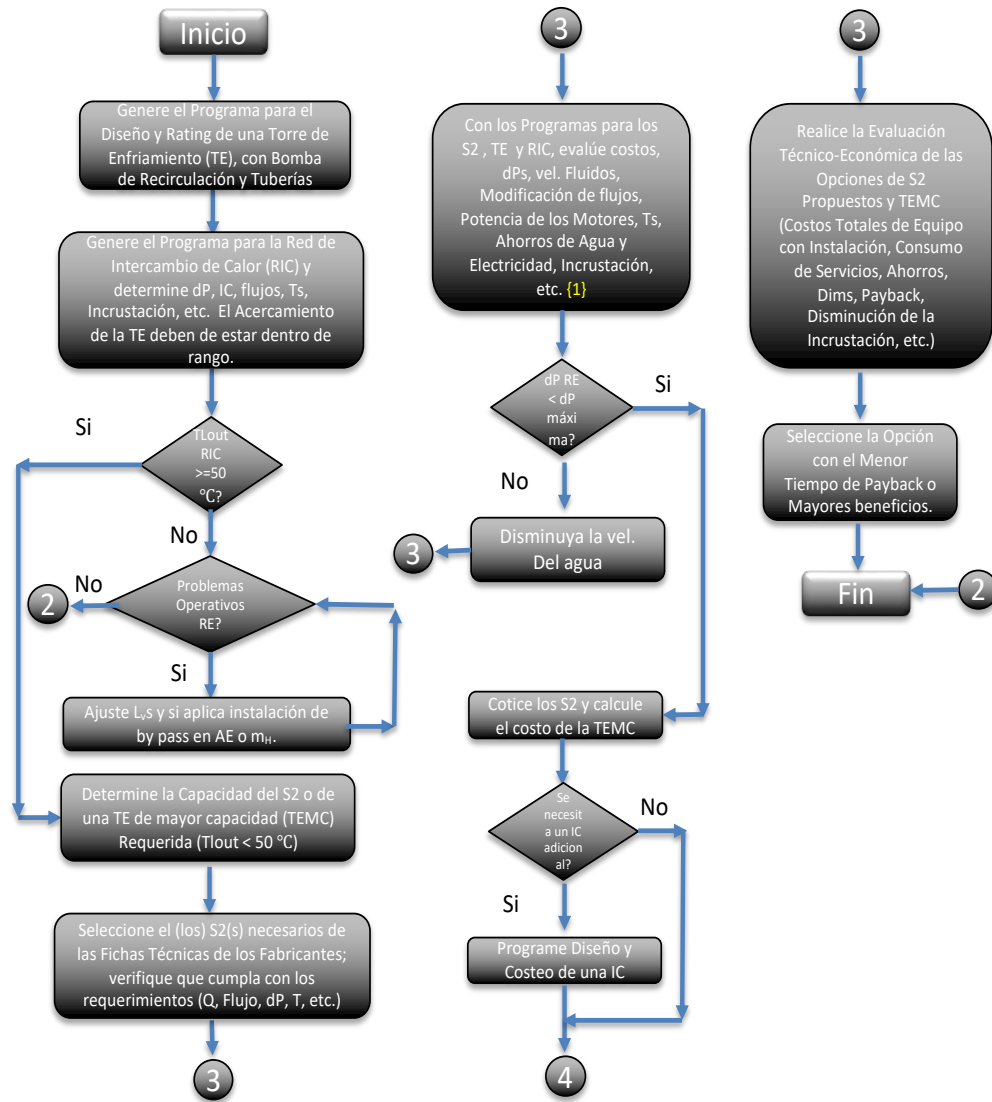 Inicio
Genere el Programa para el
Diseño y Rating de una Torre de
Enfriamiento (TE), con Bomba
de Recirculación y Tuberías
Genere el Programa para la Red de
Intercambio de Calor (RIC) y
determine dP, IC, flujos, Ts,
Incrustación, etc. El Acercamiento
de la TE deben de estar dentro de
rango.
Si
TLout
RIC
>=50
°C?
No
No
2
Problemas
Operativos
RE?
Si
Ajuste Lᵥs y si aplica instalación de
by pass en AE o mH.
Determine la Capacidad del S2 o de
una TE de mayor capacidad (TEMC)
Requerida (Tlout < 50 °C)
Seleccione el (los) S2(s) necesarios de
las Fichas Técnicas de los Fabricantes;
verifique que cumpla con los
requerimientos (Q, Flujo, dP, T, etc.)
3
3
Con los Programas para los
S2 , TE y RIC, evalúe costos,
dPs, vel. Fluidos,
Modificación de flujos,
Potencia de los Motores, Ts,
Ahorros de Agua y
Electricidad, Incrustación,
etc. {1}
dP RE
< dP
máxi
ma?
Si
No
Disminuya la vel.
Del agua
3
Cotice los S2 y calcule
el costo de la TEMC
Se
necesit
a un IC
adicion
al?
No
Si
Programe Diseño y
Costeo de una IC
4
3
Realice la Evaluación
Técnico-Económica de las
Opciones de S2
Propuestos y TEMC
(Costos Totales de Equipo
con Instalación, Consumo
de Servicios, Ahorros,
Dims, Payback,
Disminución de la
Incrustación, etc.)
Seleccione la Opción
con el Menor
Tiempo de Payback o
Mayores beneficios.
Fin
2